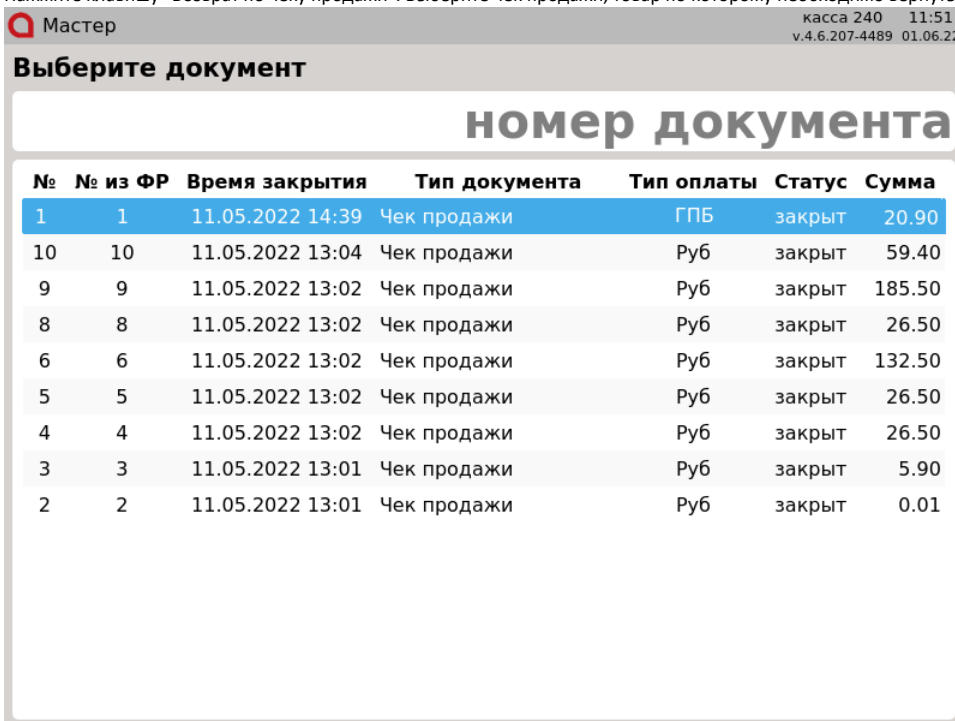 Мастер
касса 240 11:51
v.4.6.207-4489 01.06.22
Выберите документ
номер документа
№ № из ФР Время закрытия Тип документа Тип оплаты Статус Сумма
1 1 11.05.2022 14:39 Чек продажи ГПБ закрыт 20.90
10 10 11.05.2022 13:04 Чек продажи Руб закрыт 59.40
9 9 11.05.2022 13:02 Чек продажи Руб закрыт 185.50
8 8 11.05.2022 13:02 Чек продажи Руб закрыт 26.50
6 6 11.05.2022 13:02 Чек продажи Руб закрыт 132.50
5 5 11.05.2022 13:02 Чек продажи Руб закрыт 26.50
4 4 11.05.2022 13:02 Чек продажи Руб закрыт 26.50
3 3 11.05.2022 13:01 Чек продажи Руб закрыт 5.90
2 2 11.05.2022 13:01 Чек продажи Руб закрыт 0.01